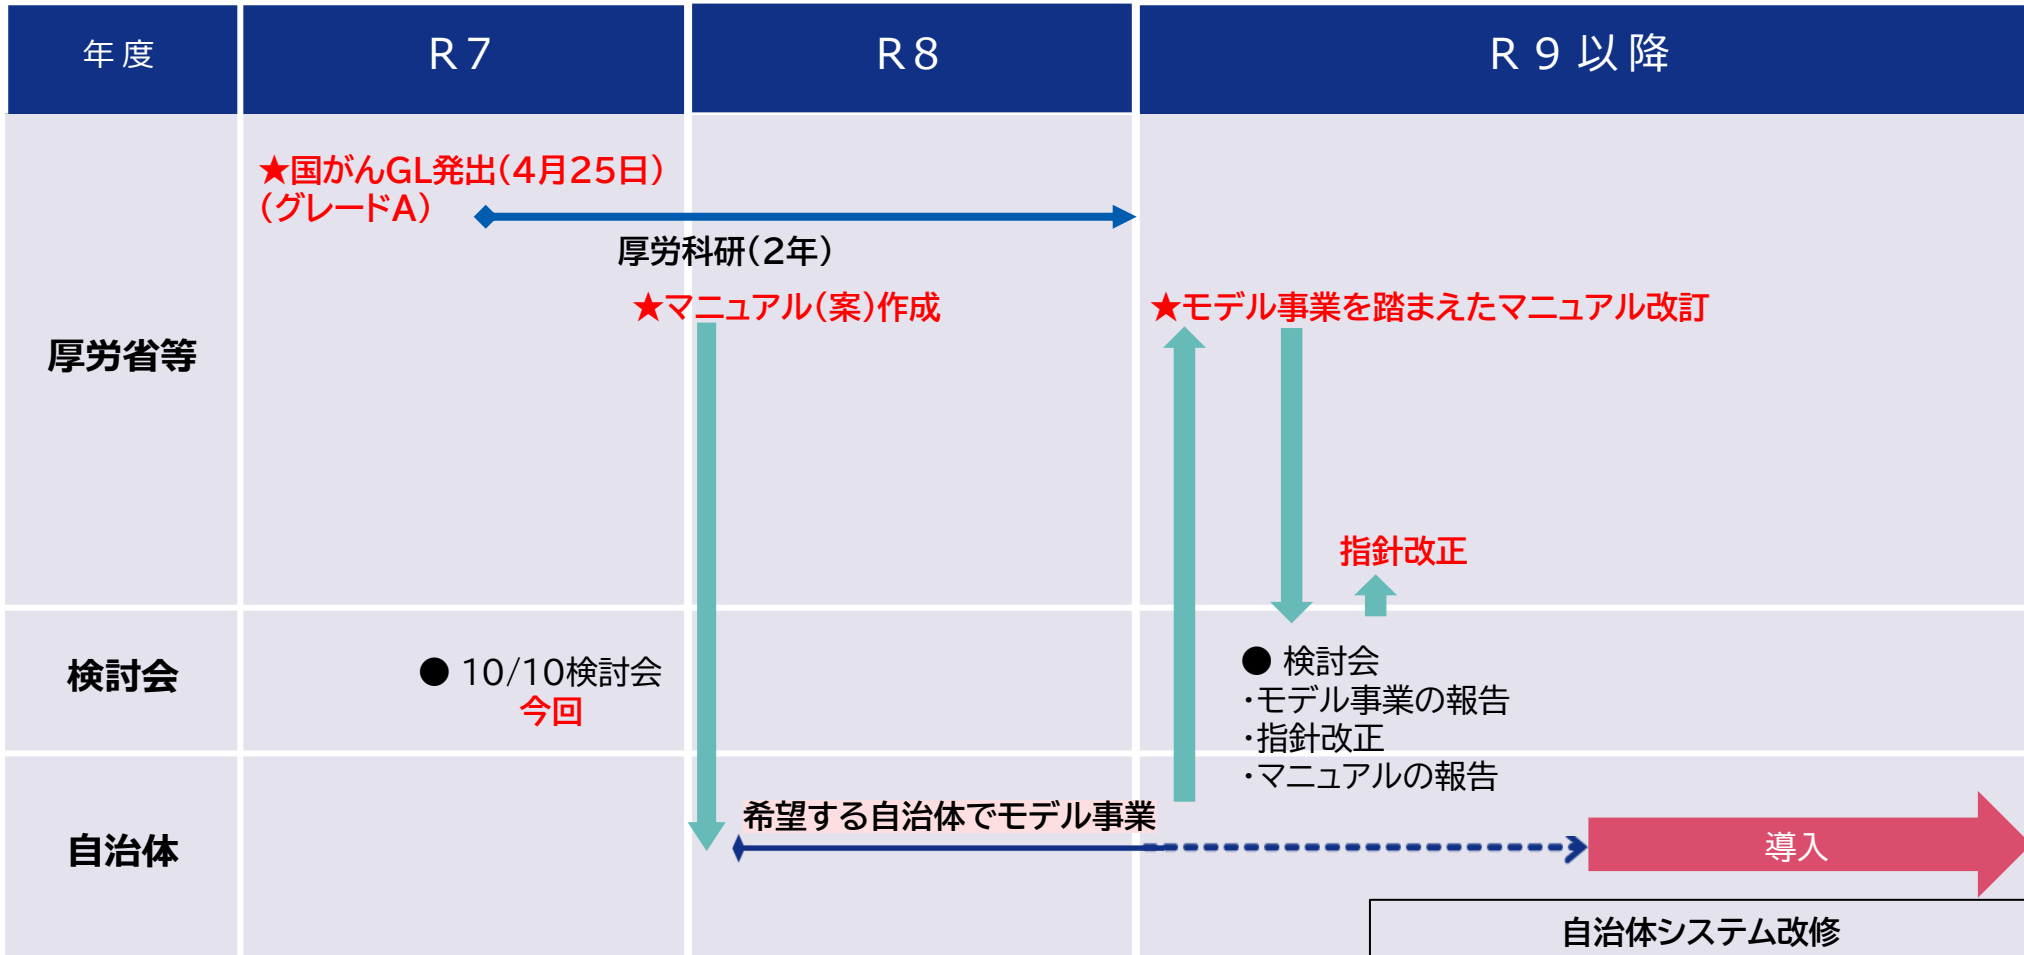 年度
R7
R8
R9以降
★国がんGL発出(4月25日)
(グレードA)
厚労科研(2年)
★マニュアル(案)作成
★モデル事業を踏まえたマニュアル改訂
厚労省等
指針改正
検討会
● 10/10検討会
今回
● 検討会
・モデル事業の報告
・指針改正
・マニュアルの報告
自治体
希望する自治体でモデル事業
導入
自治体システム改修